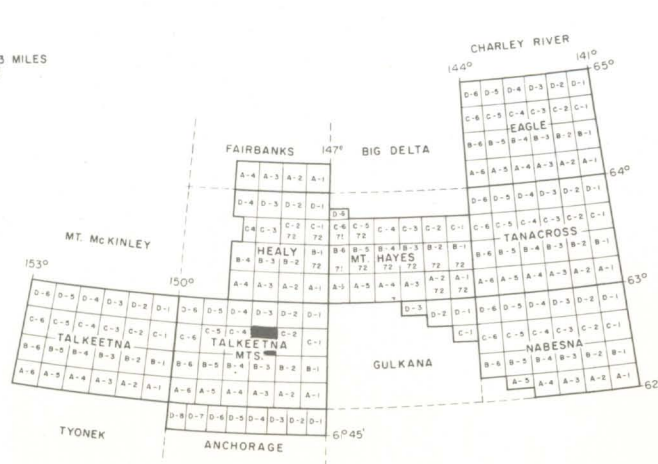 3 MILES
CHARLEY RIVER
144° 141°
65°
D-6 D-5 D-4 D-3 D-2 D-1
C-6 C-5 C-4 C-3 C-2 C-1
EAGLE
B-6 B-5 B-4 B-3 B-2 B-1
A-6 A-5 A-4 A-3 A-2 A-1
64°
FAIRBANKS 147° BIG DELTA
A-4 A-3 A-2 A-1
D-4 D-3 D-2 D-1
D-6
C4 C-3 C-2 C-1 C-6 C-5 C-4 C-3 C-2 C-1
72 72 71 72
HEALY MT. HAYES
B-4 B-3 B-2 B-1 B-6 B-5 B-4 B-3 B-2 B-1
72 71 72 72 72 72 72
A-4 A-3 A-2 A-1 A-5 A-4 A-3 A-2 A-1
72 72
D-6 D-5 D-4 D-3 D-2 D-1
C-6 C-5 C-4 C-3 C-2 C-1
TANACROSS
B-6 B-5 B-4 B-3 B-2 B-1
A-6 A-5 A-4 A-3 A-2 A-1
63°
MT. McKINLEY
153° 150°
D-6 D-5 D-4 D-3 D-2 D-1
C-6 C-5 C-4 C-3 C-2 C-1
TALKEETNA
B-6 B-5 B-4 B-3 B-2 B-1
A-6 A-5 A-4 A-3 A-2 A-1
D-6 D-5 D-4 D-3 D-2 D-1
C-6 C-5 C-4 C-2 C-1
TALKEETNA
MTS.
B-6 B-5 B-4 B-3 B-2 B-1
A-6 A-5 A-4 A-3 A-2 A-1
D-3 D-2 D-1
C-1
GULKANA
D-6 D-5 D-4 D-3 D-2 D-1
C-6 C-5 C-4 C-3 C-2 C-1
NABESNA
B-6 B-5 B-4 B-3 B-2 B-1
A-5 A-4 A-3 A-2 A-1
62
D-8 D-7 D-6 D-5 D-4 D-3 D-2 D-1
61°45'
TYONEK
ANCHORAGE